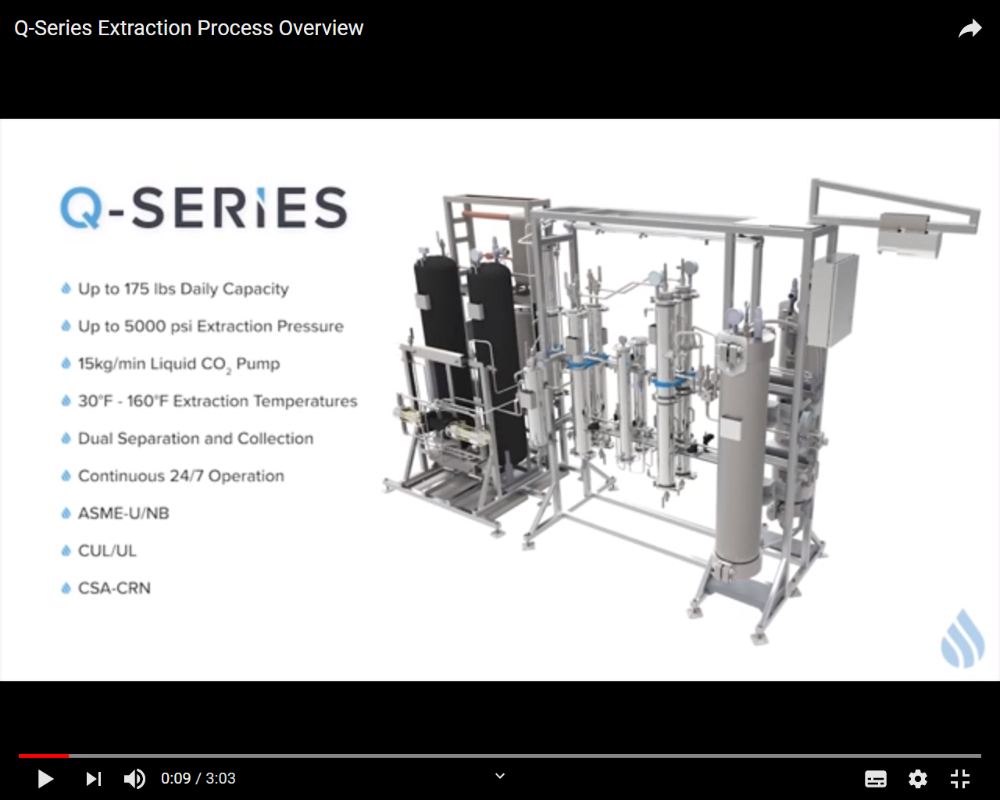 Q-Series Extraction Process Overview
Q-SERIES
Up to 175 lbs Daily Capacity
Up to 5000 psi Extraction Pressure
15kg/min Liquid CO₂ Pump
30°F - 160°F Extraction Temperatures
Dual Separation and Collection
Continuous 24/7 Operation
ASME-U/NB
CUL/UL
CSA-CRN
0:09 / 3:03